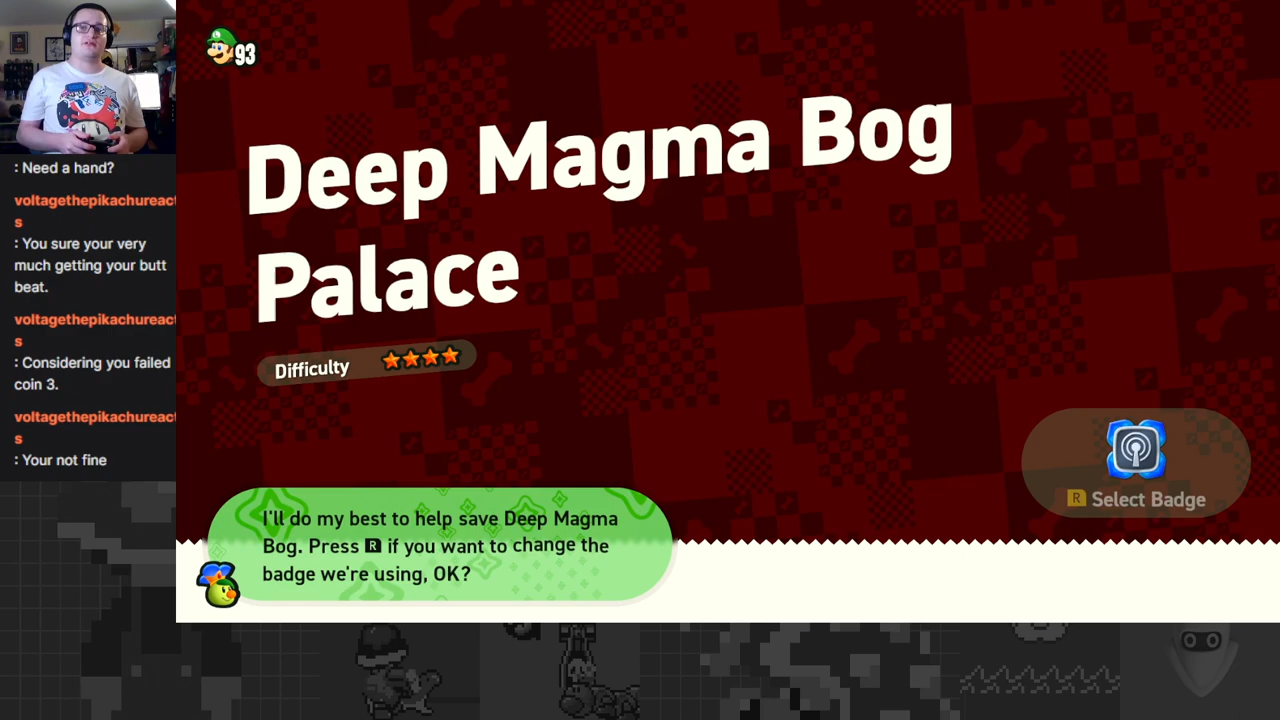 : Need a hand?
voltagethepikachureact
s
: You sure your very
much getting your butt
beat.
voltagethepikachureact
s
: Considering you failed
coin 3.
voltagethepikachureact
s
: Your not fine
93
Deep Magma Bog
Palace
Difficulty
R Select Badge
I'll do my best to help save Deep Magma
Bog. Press R if you want to change the
badge we're using, OK?